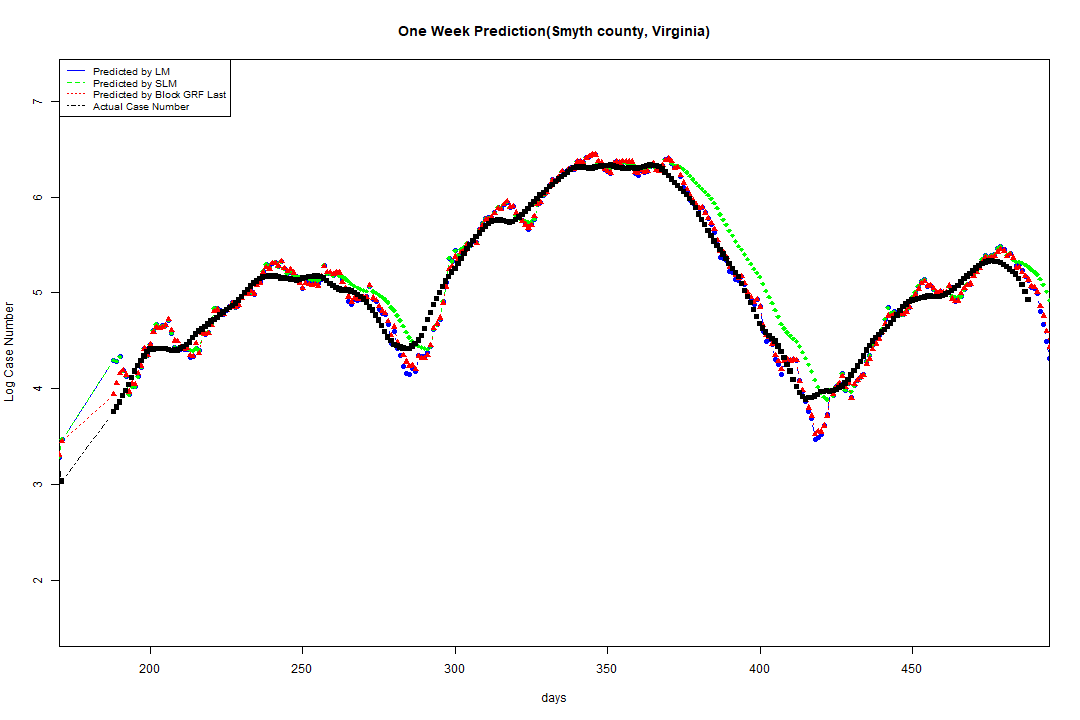 One Week Prediction(Smyth county, Virginia)
Predicted by LM
Predicted by SLM
Predicted by Block GRF Last
Actual Case Number
7
6
5
4
3
2
Log Case Number
200 250 300 350 400 450
days